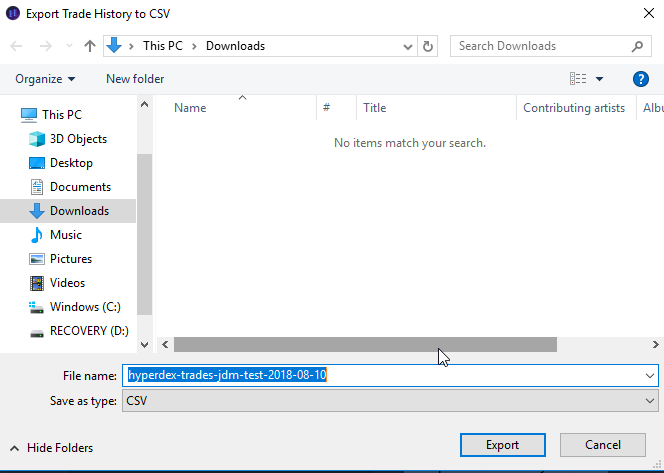 Export Trade History to CSV
This PC > Downloads
Search Downloads
Organize
New folder
Name
#
Title
Contributing artists
Albu
No items match your search.
This PC
3D Objects
Desktop
Documents
Downloads
Music
Pictures
Videos
Windows (C:)
RECOVERY (D:)
File name: hyperdex-trades-jdm-test-2018-08-10
Save as type: CSV
Hide Folders
Export
Cancel